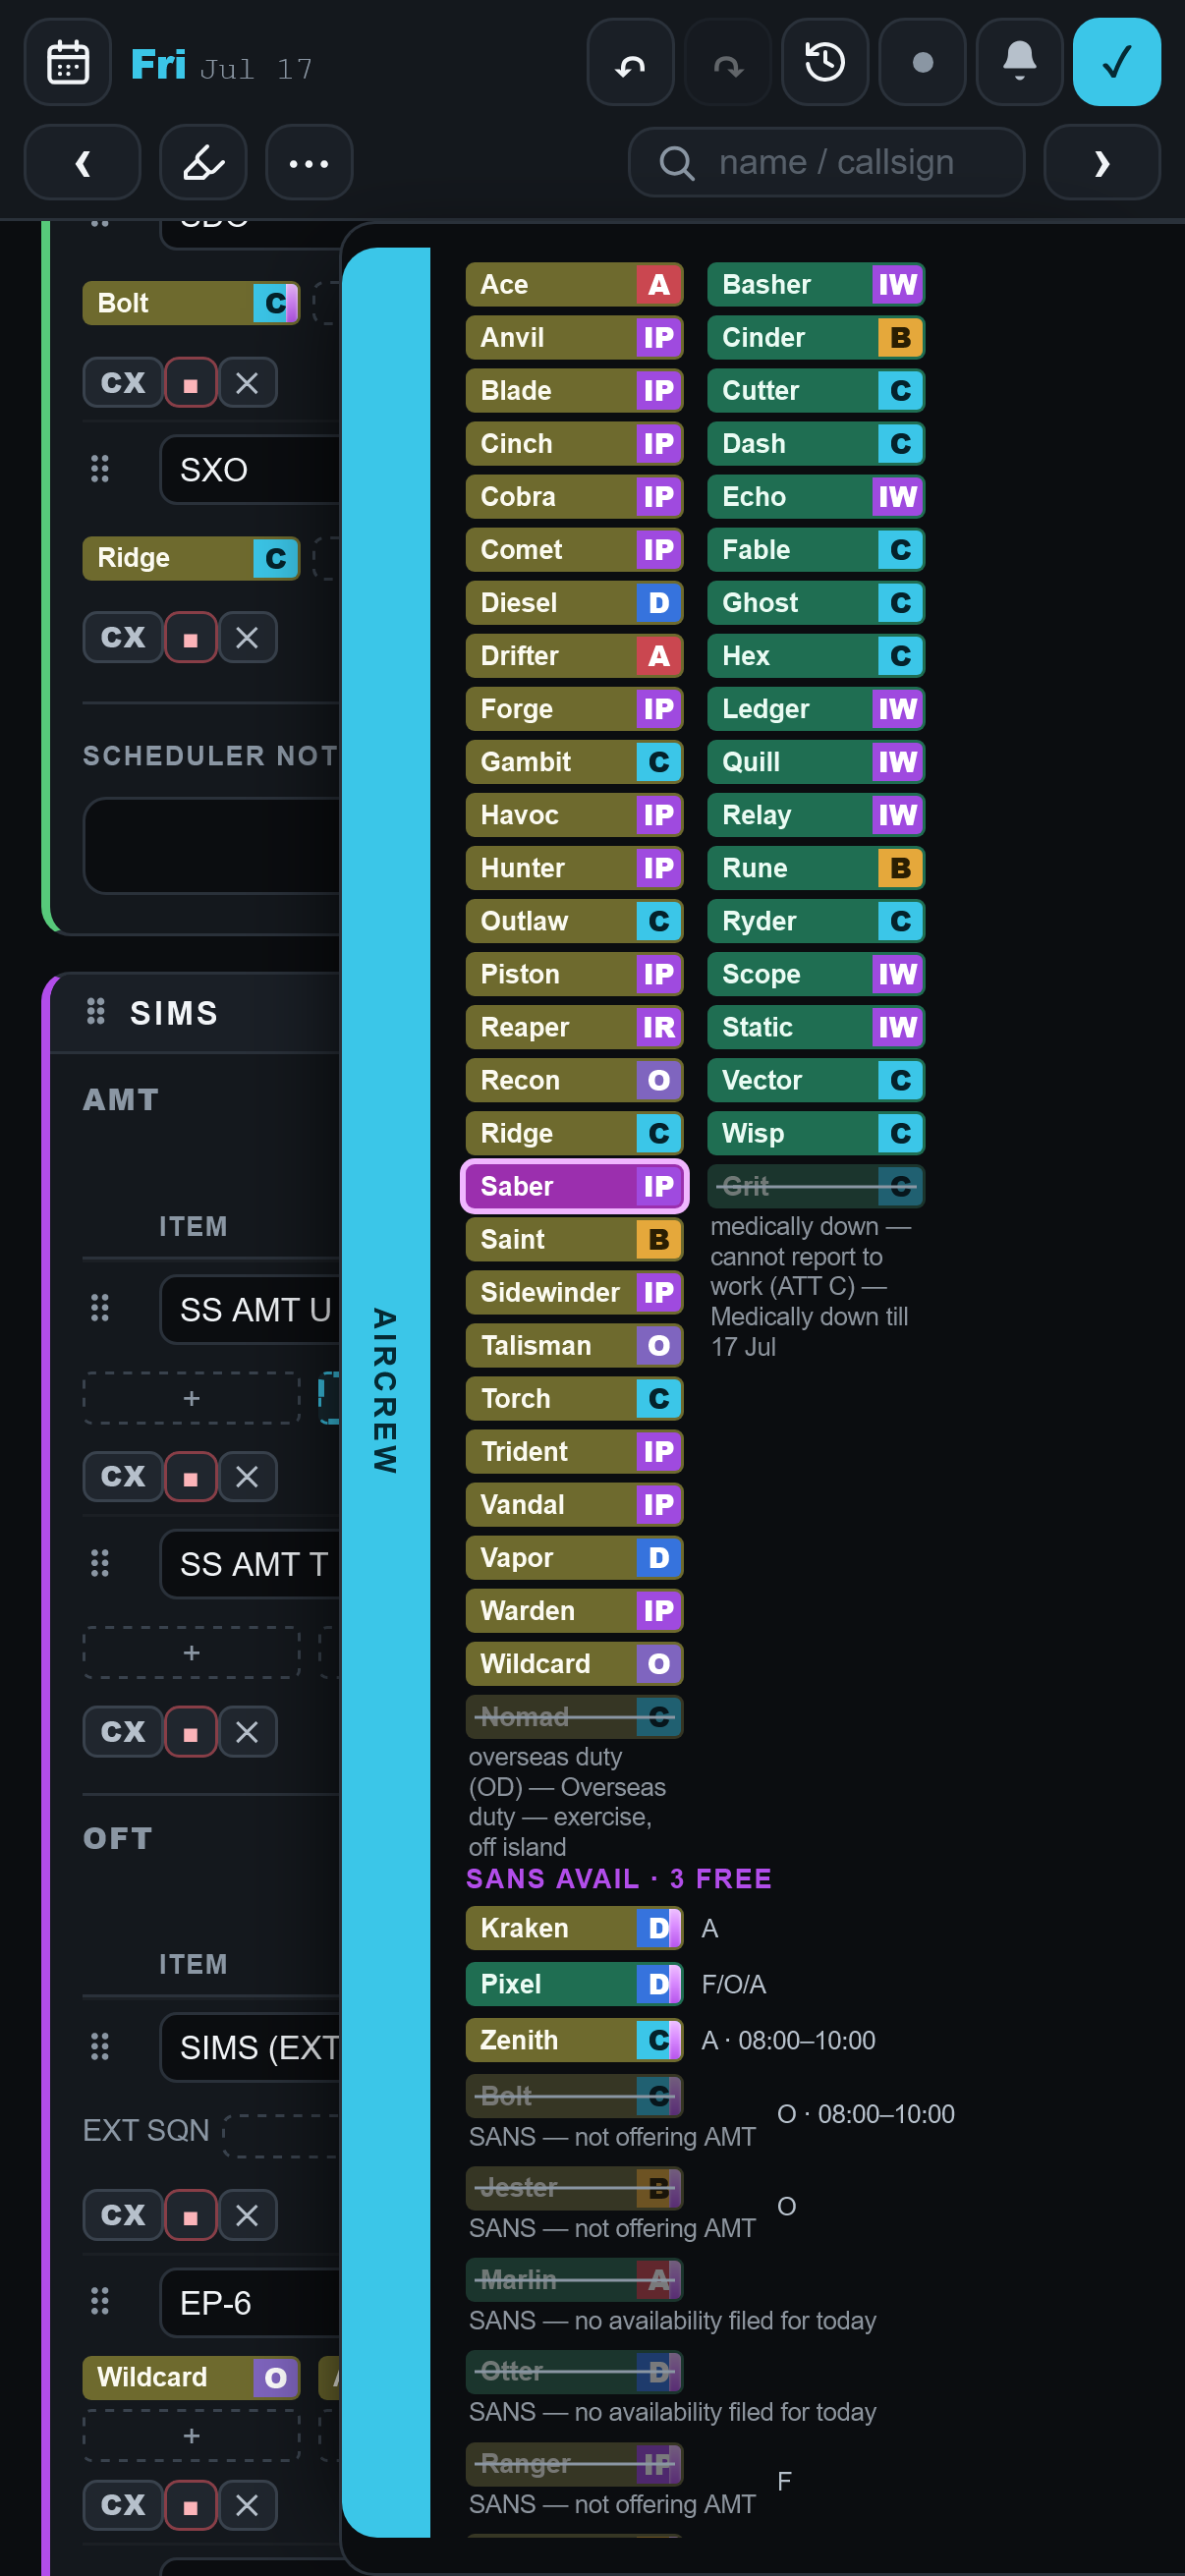 Fri Jul 17
name / callsign
Bolt C
CX
SXO
Ridge C
CX
SCHEDULER NOT
SIMS
AMT
ITEM
SS AMT U
+
CX
SS AMT T
+
CX
OFT
ITEM
SIMS (EXT
EXT SQN
CX
EP-6
Wildcard O
+
CX
AIRCREW
Ace A
Anvil IP
Blade IP
Cinch IP
Cobra IP
Comet IP
Diesel D
Drifter A
Forge IP
Gambit C
Havoc IP
Hunter IP
Outlaw C
Piston IP
Reaper IR
Recon O
Ridge C
Saber IP
Saint B
Sidewinder IP
Talisman O
Torch C
Trident IP
Vandal IP
Vapor D
Warden IP
Wildcard O
Nomad C
overseas duty
(OD) — Overseas
duty — exercise,
off island
Basher IW
Cinder B
Cutter C
Dash C
Echo IW
Fable C
Ghost C
Hex C
Ledger IW
Quill IW
Relay IW
Rune B
Ryder C
Scope IW
Static IW
Vector C
Wisp C
Grit C
medically down —
cannot report to
work (ATT C) —
Medically down till
17 Jul
SANS AVAIL · 3 FREE
Kraken D A
Pixel D F/O/A
Zenith C A · 08:00–10:00
Bolt C O · 08:00–10:00
SANS — not offering AMT
Jester B O
SANS — not offering AMT
Marlin A
SANS — no availability filed for today
Otter D
SANS — no availability filed for today
Ranger IP F
SANS — not offering AMT